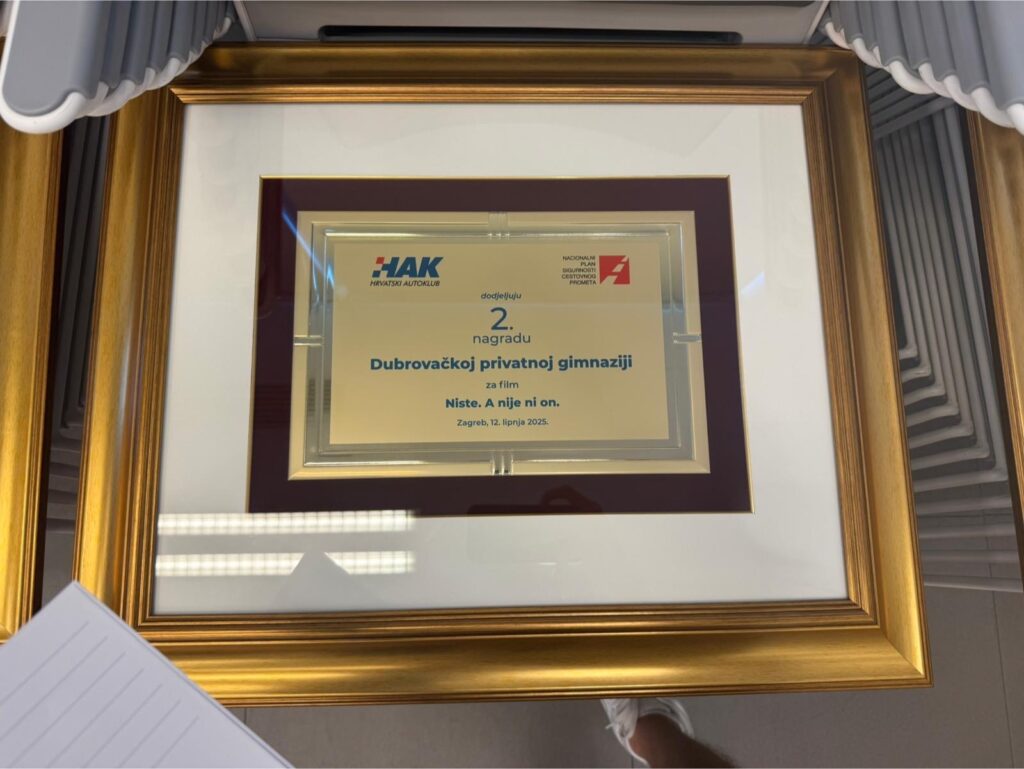 HAK
HRVATSKI AUTOKLUB
NACIONALNI
PLAN
SIGURNOSTI
CESTOVNOG
PROMETA
dodjeljuju
2.
nagradu
Dubrovačkoj privatnoj gimnaziji
za film
Niste. A nije ni on.
Zagreb, 12. lipnja 2025.